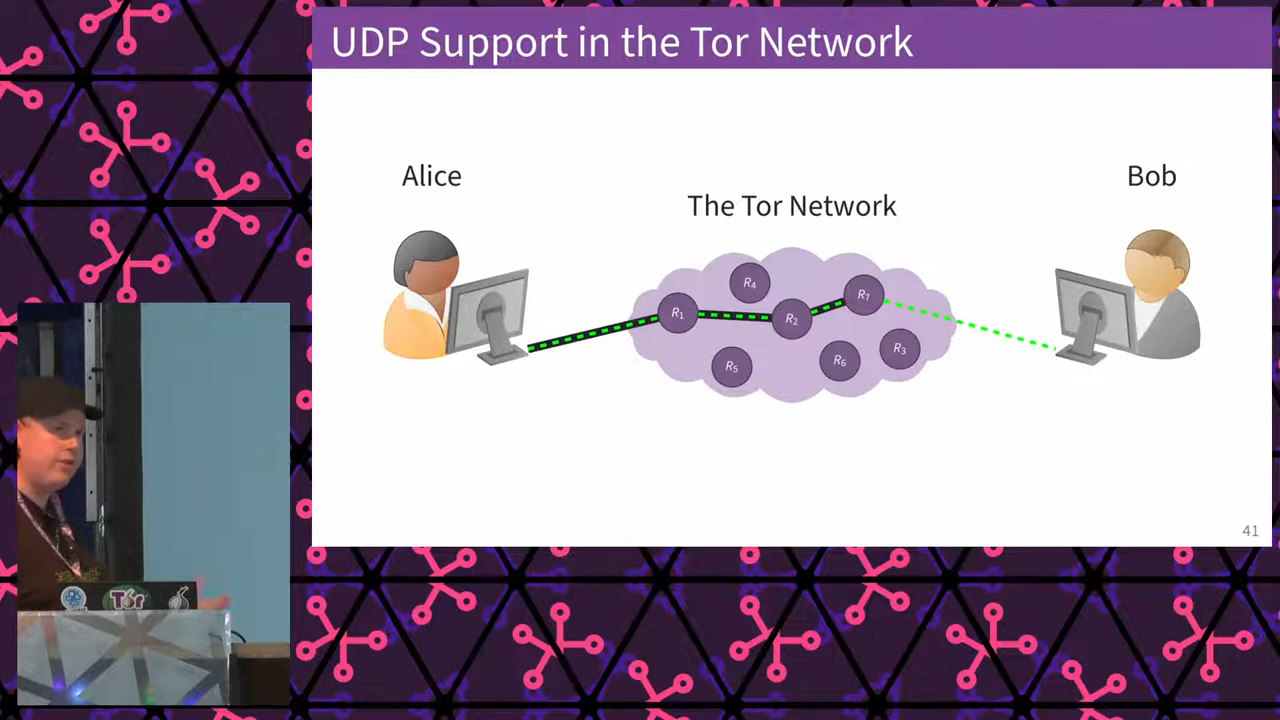 UDP Support in the Tor Network
Alice
Bob
The Tor Network
R4
R7
R1
R2
R3
R6
R5
41
Tor